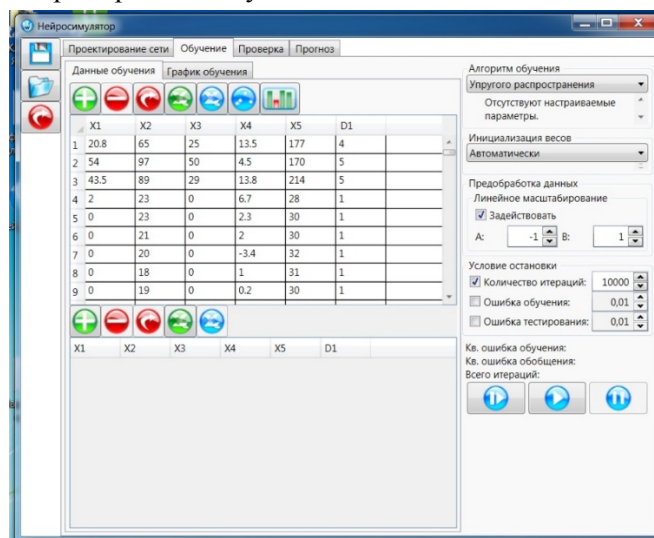 Нейросимулятор
Проектирование сети Обучение Проверка Прогноз
Данные обучения График обучения
X1 X2 X3 X4 X5 D1
1 20.8 65 25 13.5 177 4
2 54 97 50 4.5 170 5
3 43.5 89 29 13.8 214 5
4 2 23 0 6.7 28 1
5 0 23 0 2.3 30 1
6 0 21 0 2 30 1
7 0 20 0 -3.4 32 1
8 0 18 0 1 31 1
9 0 19 0 0.2 30 1
X1 X2 X3 X4 X5 D1
Алгоритм обучения
Упругого распространения
Отсутствуют настраиваемые
параметры.
Инициализация весов
Автоматически
Предобработка данных
Линейное масштабирование
Задействовать
A: -1 B: 1
Условие остановки
Количество итераций: 10000
Ошибка обучения: 0,01
Ошибка тестирования: 0,01
Кв. ошибка обучения:
Кв. ошибка обобщения:
Всего итераций: